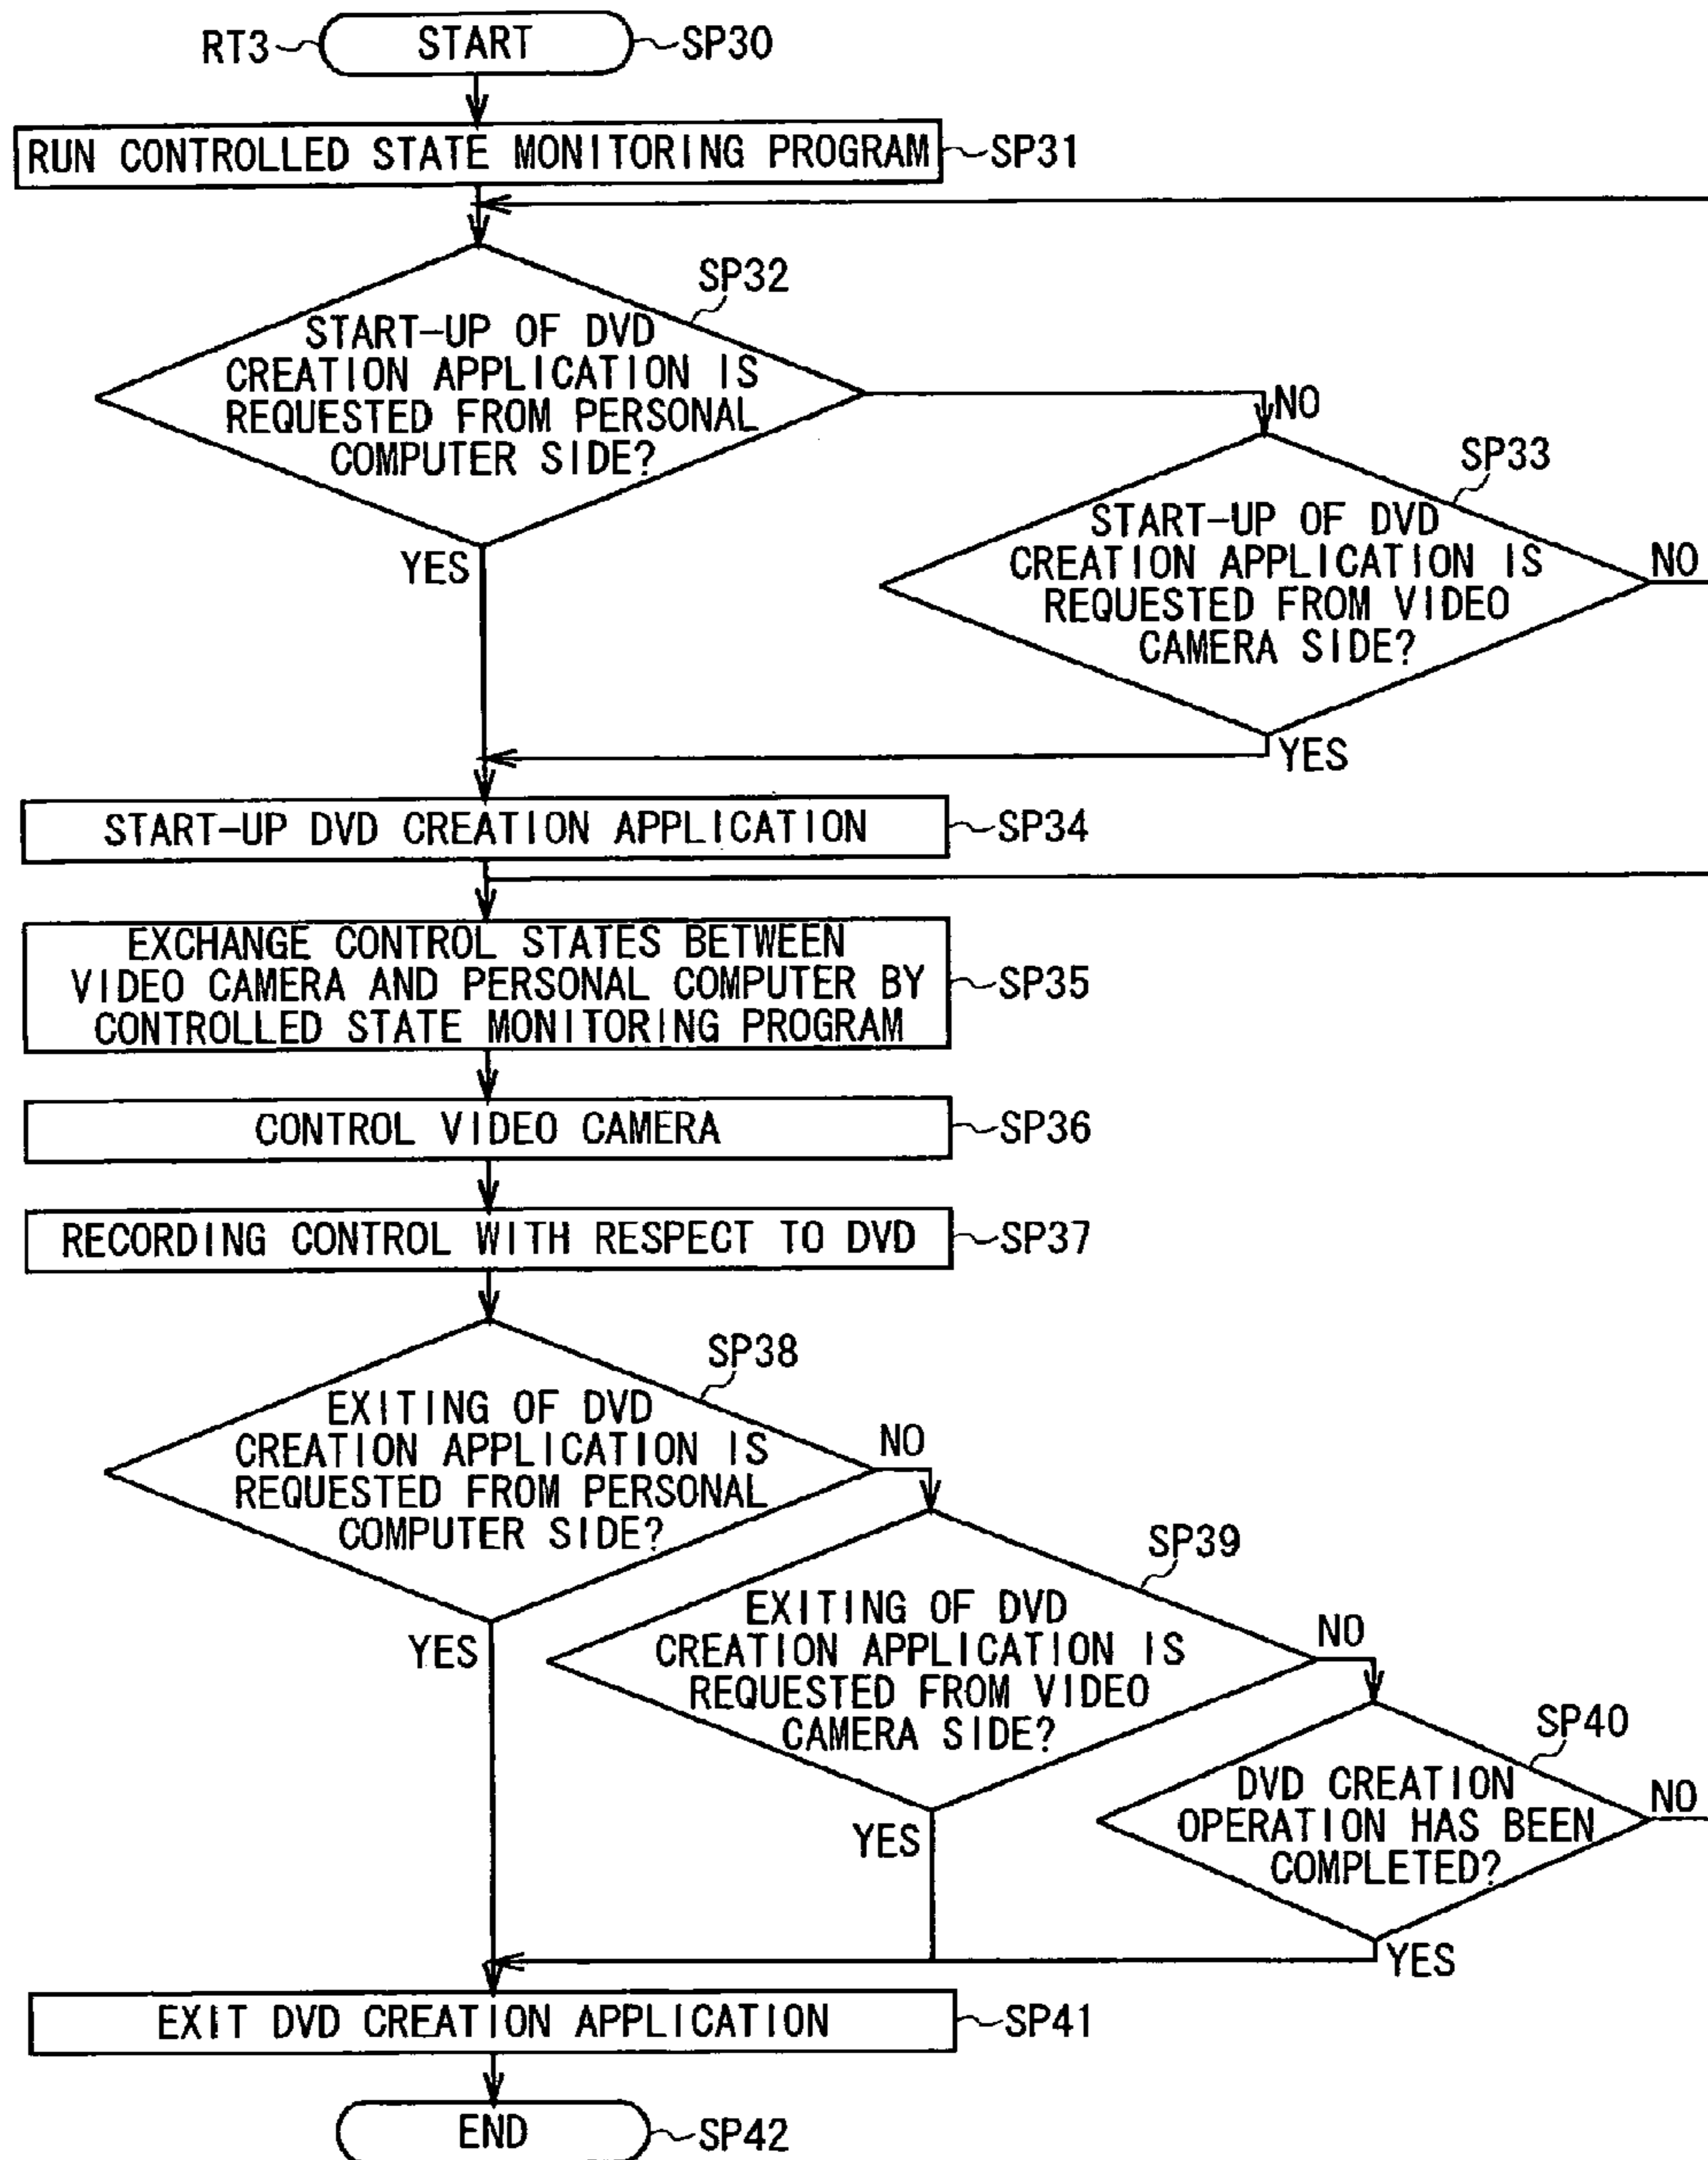 RT3
START
SP30
RUN CONTROLLED STATE MONITORING PROGRAM
SP31
SP32
START-UP OF DVD
CREATION APPLICATION IS
REQUESTED FROM PERSONAL
COMPUTER SIDE?
NO
YES
SP33
START-UP OF DVD
CREATION APPLICATION IS
REQUESTED FROM VIDEO
CAMERA SIDE?
NO
YES
START-UP DVD CREATION APPLICATION
SP34
EXCHANGE CONTROL STATES BETWEEN
VIDEO CAMERA AND PERSONAL COMPUTER BY
CONTROLLED STATE MONITORING PROGRAM
SP35
CONTROL VIDEO CAMERA
SP36
RECORDING CONTROL WITH RESPECT TO DVD
SP37
SP38
EXITING OF DVD
CREATION APPLICATION IS
REQUESTED FROM PERSONAL
COMPUTER SIDE?
NO
YES
SP39
EXITING OF DVD
CREATION APPLICATION IS
REQUESTED FROM VIDEO
CAMERA SIDE?
NO
YES
SP40
DVD CREATION
OPERATION HAS BEEN
COMPLETED?
NO
YES
EXIT DVD CREATION APPLICATION
SP41
END
SP42